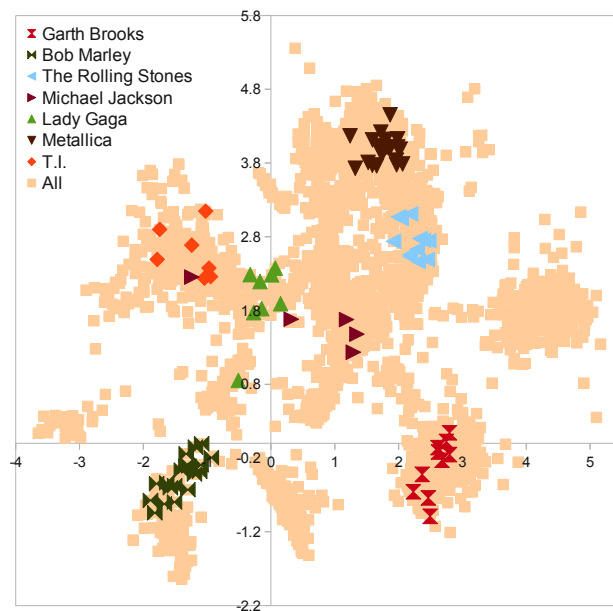 Garth Brooks
Bob Marley
The Rolling Stones
Michael Jackson
Lady Gaga
Metallica
T.I.
All
5.8
4.8
3.8
2.8
1.8
0.8
-4 -3 -2 -1 0 1 2 3 4 5
-0.2
-1.2
-2.2